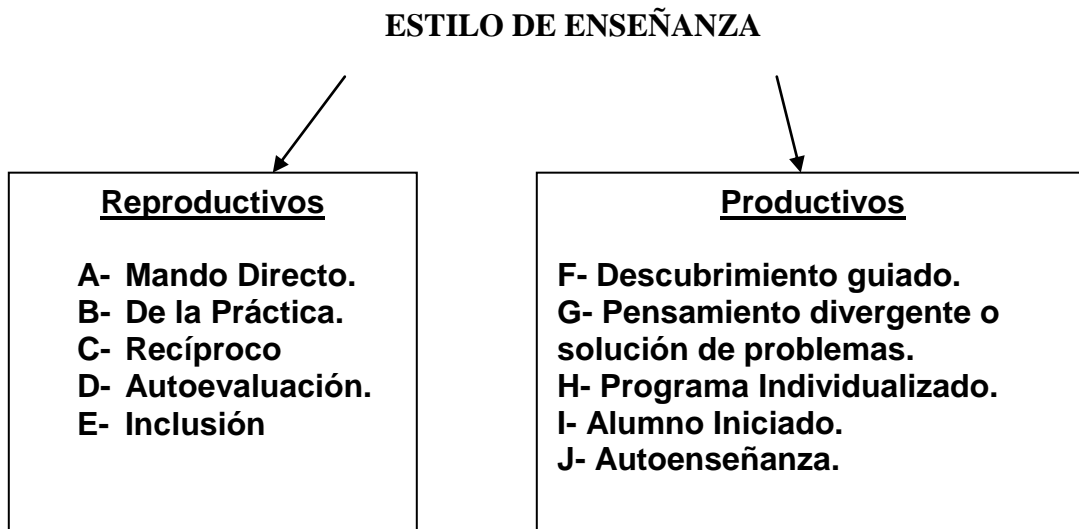 ESTILO DE ENSEÑANZA
Reproductivos
A- Mando Directo.
B- De la Práctica.
C- Recíproco
D- Autoevaluación.
E- Inclusión
Productivos
F- Descubrimiento guiado.
G- Pensamiento divergente o
solución de problemas.
H- Programa Individualizado.
I- Alumno Iniciado.
J- Autoenseñanza.